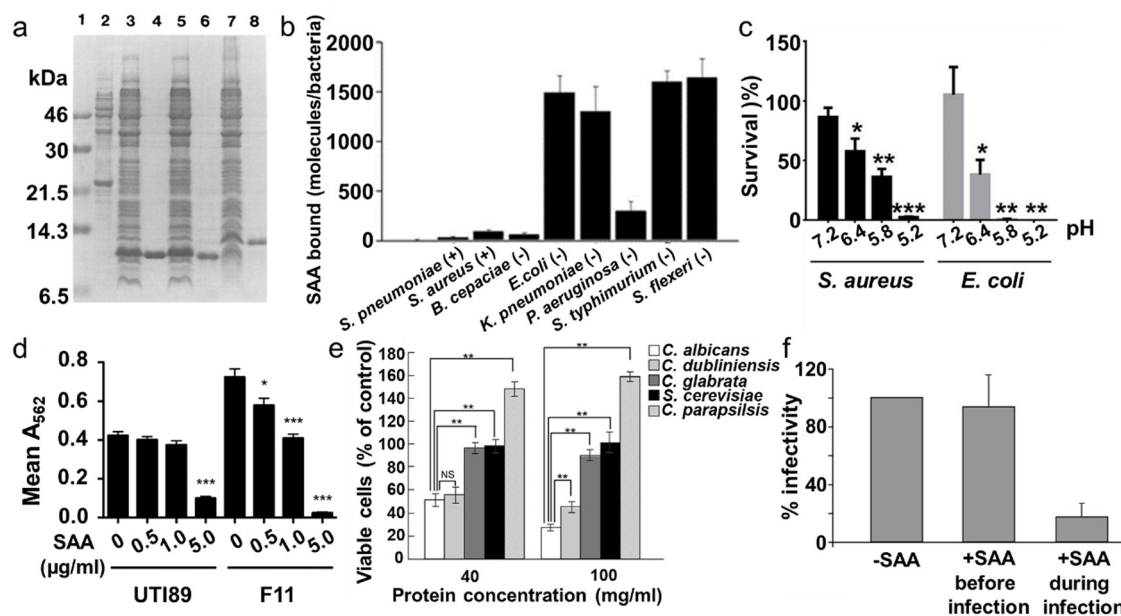 a
1 2 3 4 5 6 7 8
kDa
46
30
21.5
14.3
6.5
b
SAA bound (molecules/bacteria)
2000
1500
1000
500
0
S. pneumoniae (+)
S. aureus (+)
B. cepaciae (-)
E.coli (-)
K. pneumoniae (-)
P. aeruginosa (-)
S. typhimurium (-)
S. flexeri (-)
c
Survival )%)
150
100
50
0
* ** *** * ** **
7.2 6.4 5.8 5.2 7.2 6.4 5.8 5.2 pH
S. aureus E. coli
d
Mean A562
0.8
0.6
0.4
0.2
0.0
*** * *** ***
SAA 0 0.5 1.0 5.0 0 0.5 1.0 5.0
(µg/ml)
UTI89 F11
e
Viable cells (% of control)
180
160
140
120
100
80
60
40
20
0
** ** ** NS
** ** ** **
C. albicans
C. dubliniensis
C. glabrata
S. cerevisiae
C. parapsilsis
40 100
Protein concentration (mg/ml)
f
% infectivity
120
80
40
0
-SAA
+SAA
before
infection
+SAA
during
infection